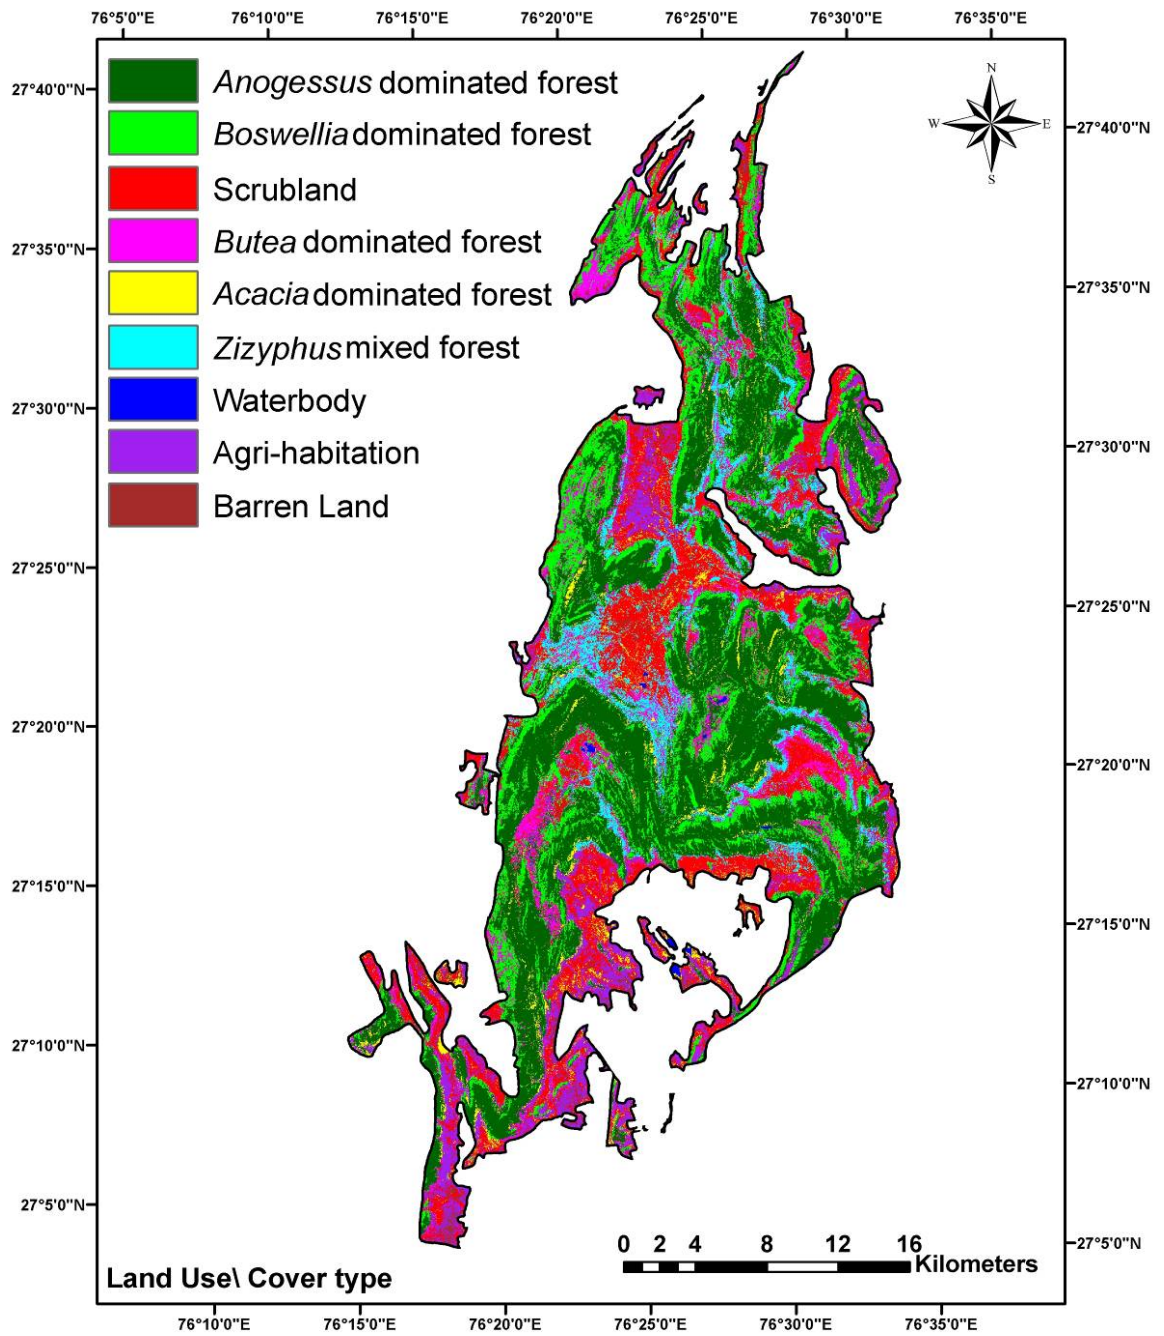 76°5'0"E 76°10'0"E 76°15'0"E 76°20'0"E 76°25'0"E 76°30'0"E 76°35'0"E
27°40'0"N
27°35'0"N
27°30'0"N
27°25'0"N
27°20'0"N
27°15'0"N
27°10'0"N
27°5'0"N
Anogessus dominated forest
Boswellia dominated forest
Scrubland
Butea dominated forest
Acacia dominated forest
Zizyphus mixed forest
Waterbody
Agri-habitation
Barren Land
N
W E
S
27°40'0"N
27°35'0"N
27°30'0"N
27°25'0"N
27°20'0"N
27°15'0"N
27°10'0"N
27°5'0"N
0 2 4 8 12 16
Kilometers
Land Use\ Cover type
76°10'0"E 76°15'0"E 76°20'0"E 76°25'0"E 76°30'0"E 76°35'0"E